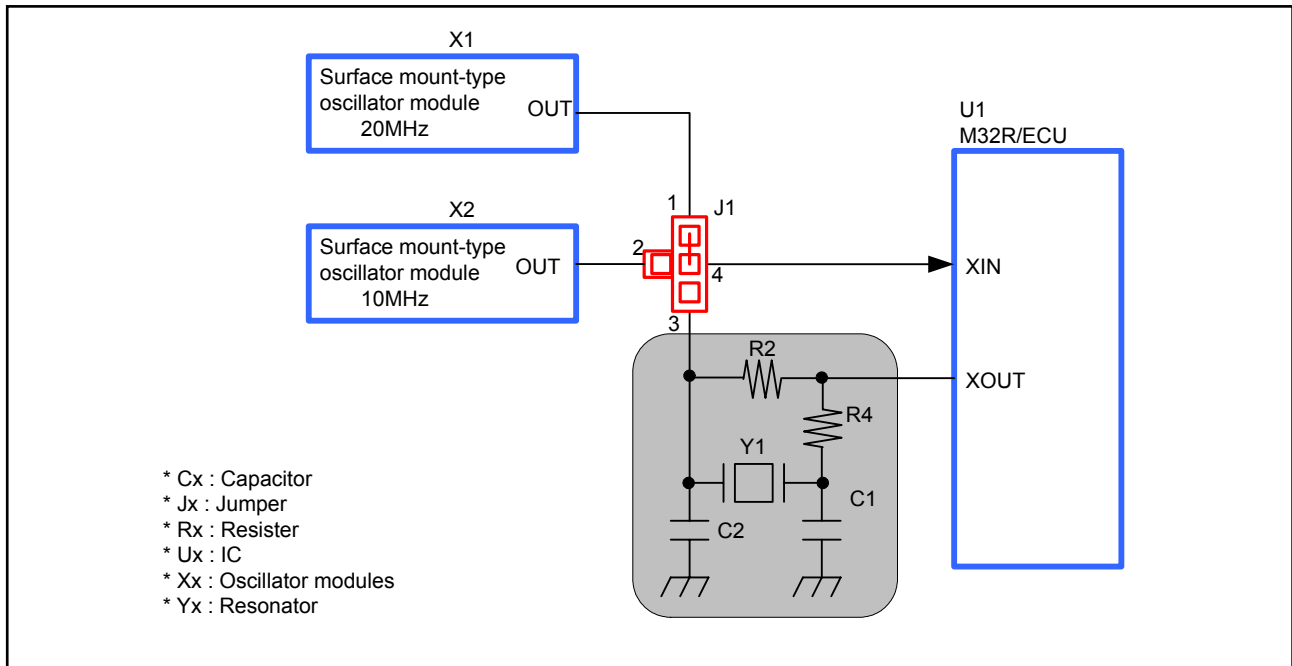 X1
Surface mount-type
oscillator module
20MHz
OUT
U1
M32R/ECU
1
J1
X2
Surface mount-type
oscillator module
10MHz
OUT
2
4
XIN
3
R2
XOUT
R4
Y1
C1
C2
* Cx : Capacitor
* Jx : Jumper
* Rx : Resister
* Ux : IC
* Xx : Oscillator modules
* Yx : Resonator